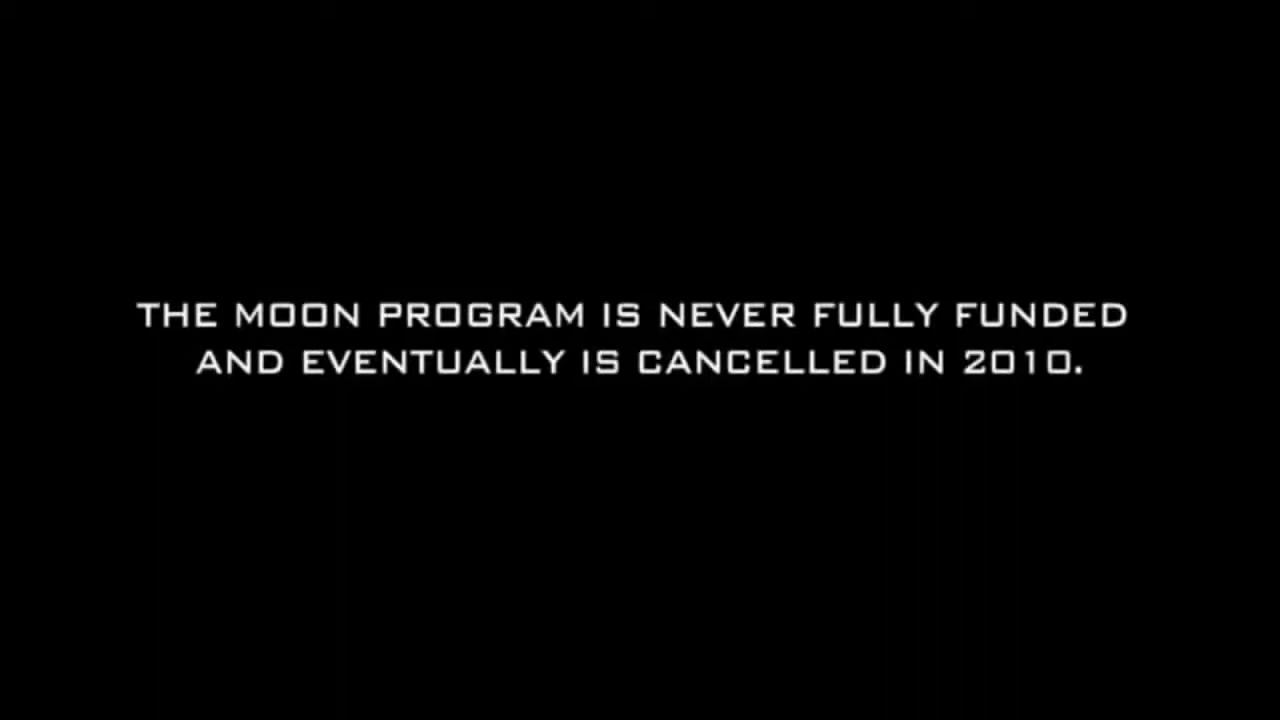 THE MOON PROGRAM IS NEVER FULLY FUNDED
AND EVENTUALLY IS CANCELLED IN 2010.